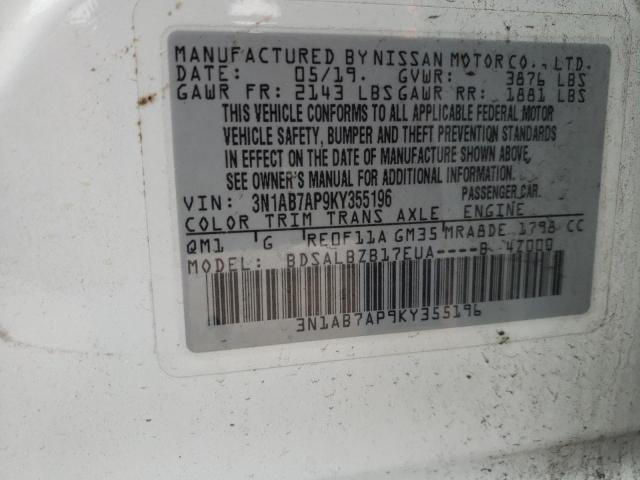 MANUFACTURED BY NISSAN MOTOR CO., LTD.
DATE: 05/19. GVWR: 3876 LBS
GAWR FR: 2143 LBS GAWR RR: 1881 LBS
THIS VEHICLE CONFORMS TO ALL APPLICABLE FEDERAL MOTOR
VEHICLE SAFETY, BUMPER AND THEFT PREVENTION STANDARDS
IN EFFECT ON THE DATE OF MANUFACTURE SHOWN ABOVE.
SEE OWNER'S MANUAL FOR ADDITIONAL INFORMATION.
VIN: 3N1AB7AP9KY355196 PASSENGER CAR
COLOR TRIM TRANS AXLE ENGINE
QM1 G RE0F11A GM35 MRA8DE 1798 CC
MODEL: BDSALBZB17EUA----B 4Z000
3N1AB7AP9KY355196